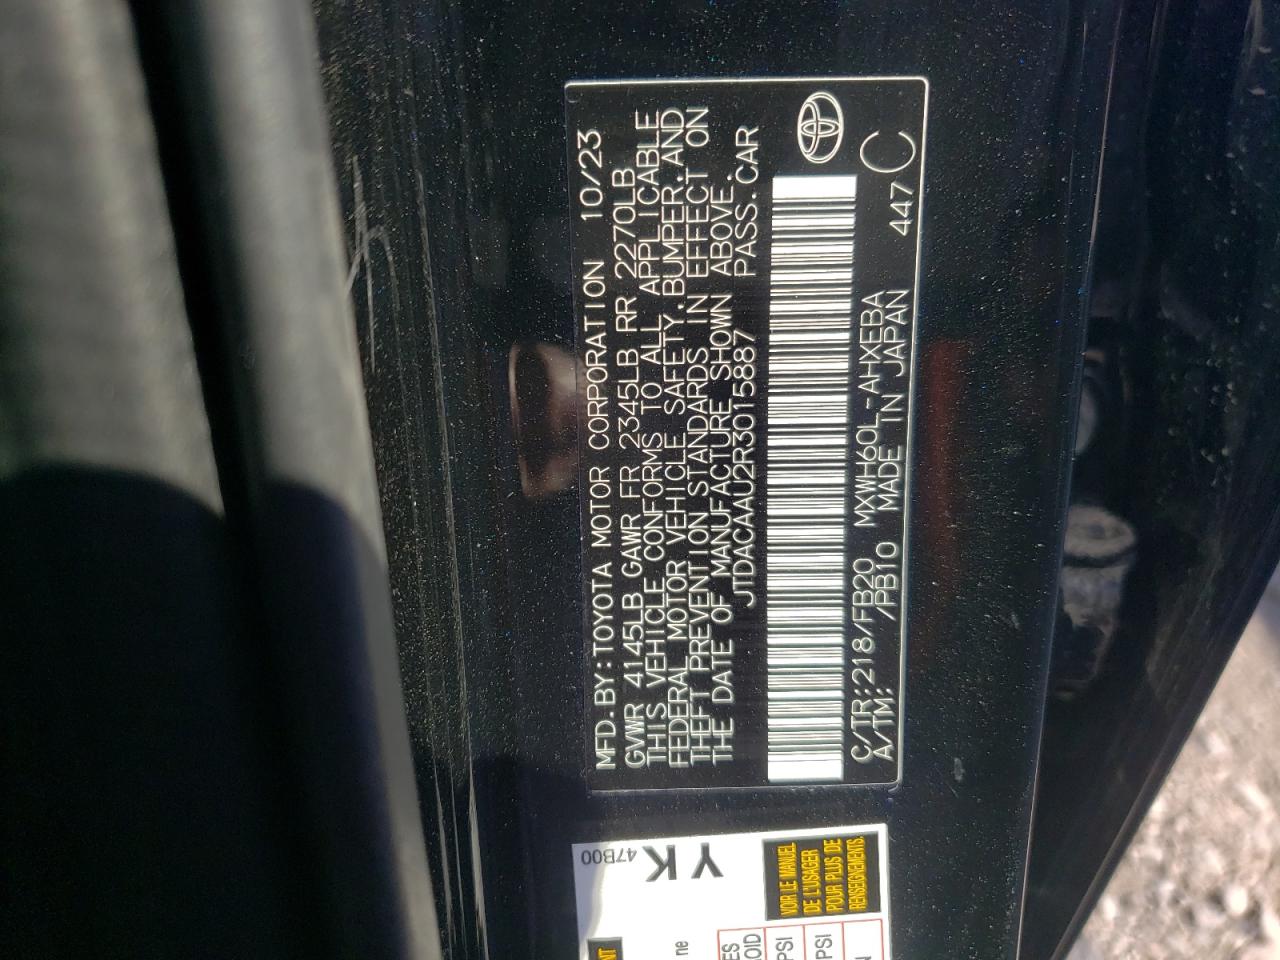 MFD. BY: TOYOTA MOTOR CORPORATION 10/23
GVWR 4145LB GAWR FR 2345LB RR 2270LB
THIS VEHICLE CONFORMS TO ALL APPLICABLE
FEDERAL MOTOR VEHICLE SAFETY, BUMPER, AND
THEFT PREVENTION STANDARDS IN EFFECT ON
THE DATE OF MANUFACTURE SHOWN ABOVE.
JTDACAAU2R3015887 PASS. CAR
C/TR: 218/FB20 MXWH60L-AHXEBA 447 C
A/TM: /PB10 MADE IN JAPAN
47B00
YK
VOIR LE MANUEL
DE L'USAGER
POUR PLUS DE
RENSEIGNEMENTS.
PSI
PSI